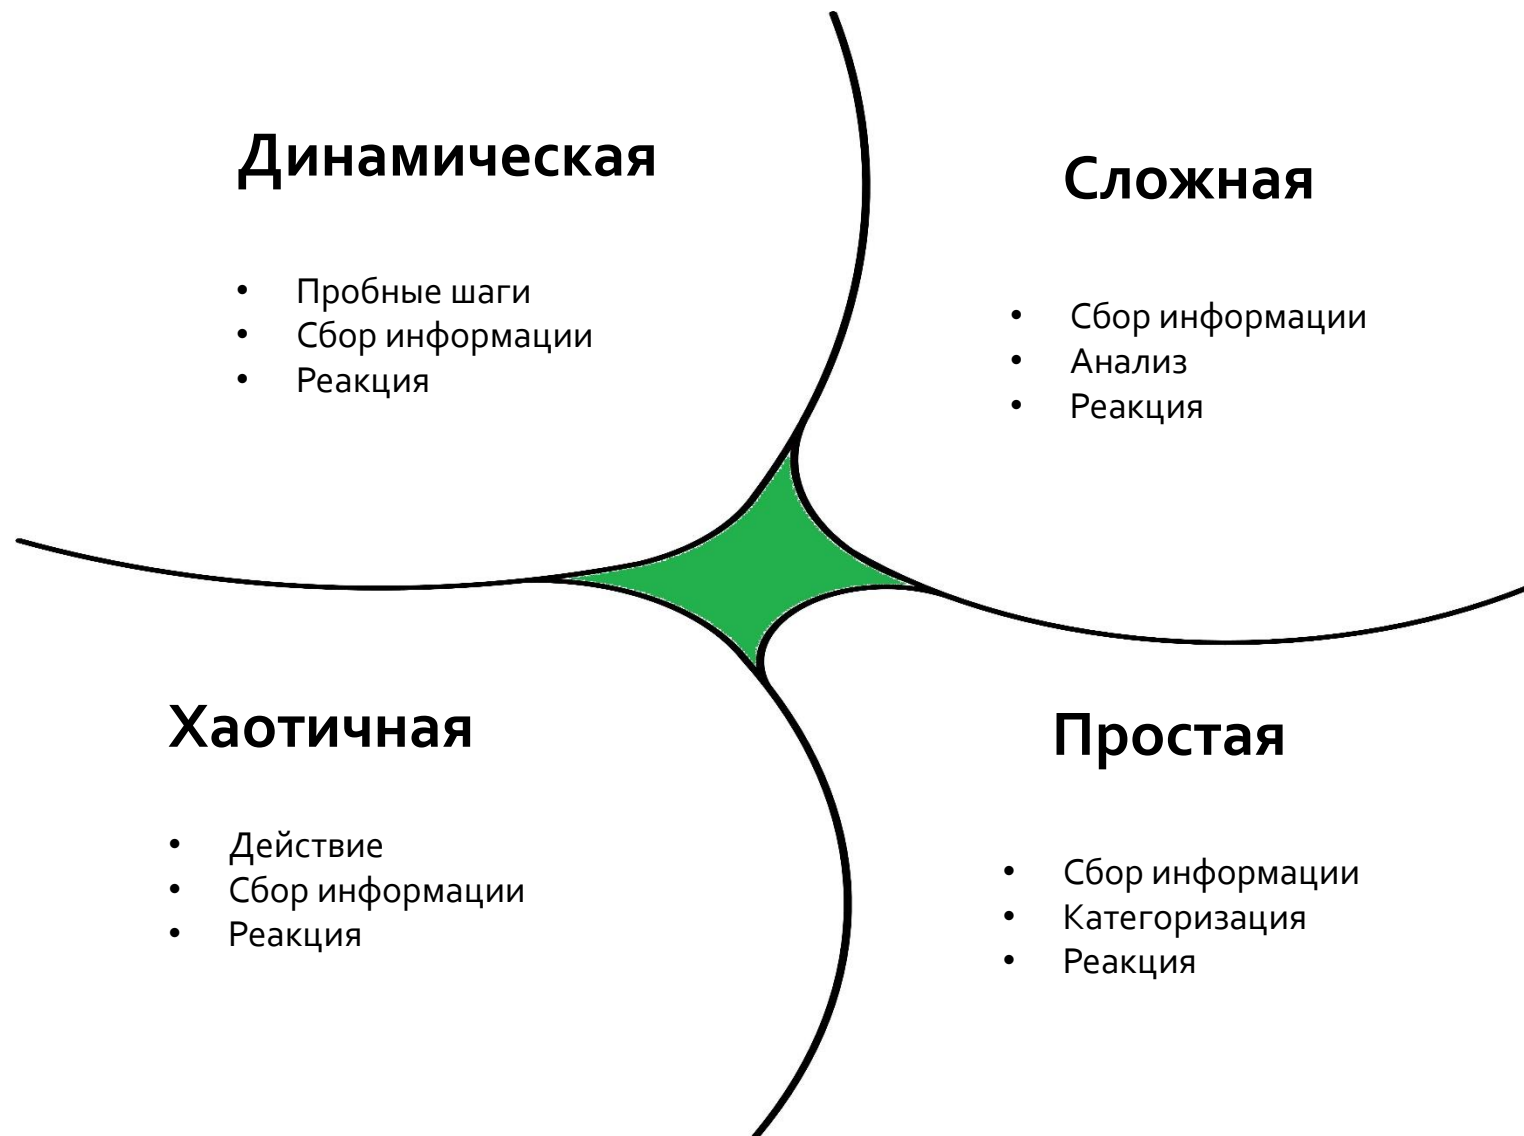 Динамическая
• Пробные шаги
• Сбор информации
• Реакция
Сложная
• Сбор информации
• Анализ
• Реакция
Хаотичная
• Действие
• Сбор информации
• Реакция
Простая
• Сбор информации
• Категоризация
• Реакция